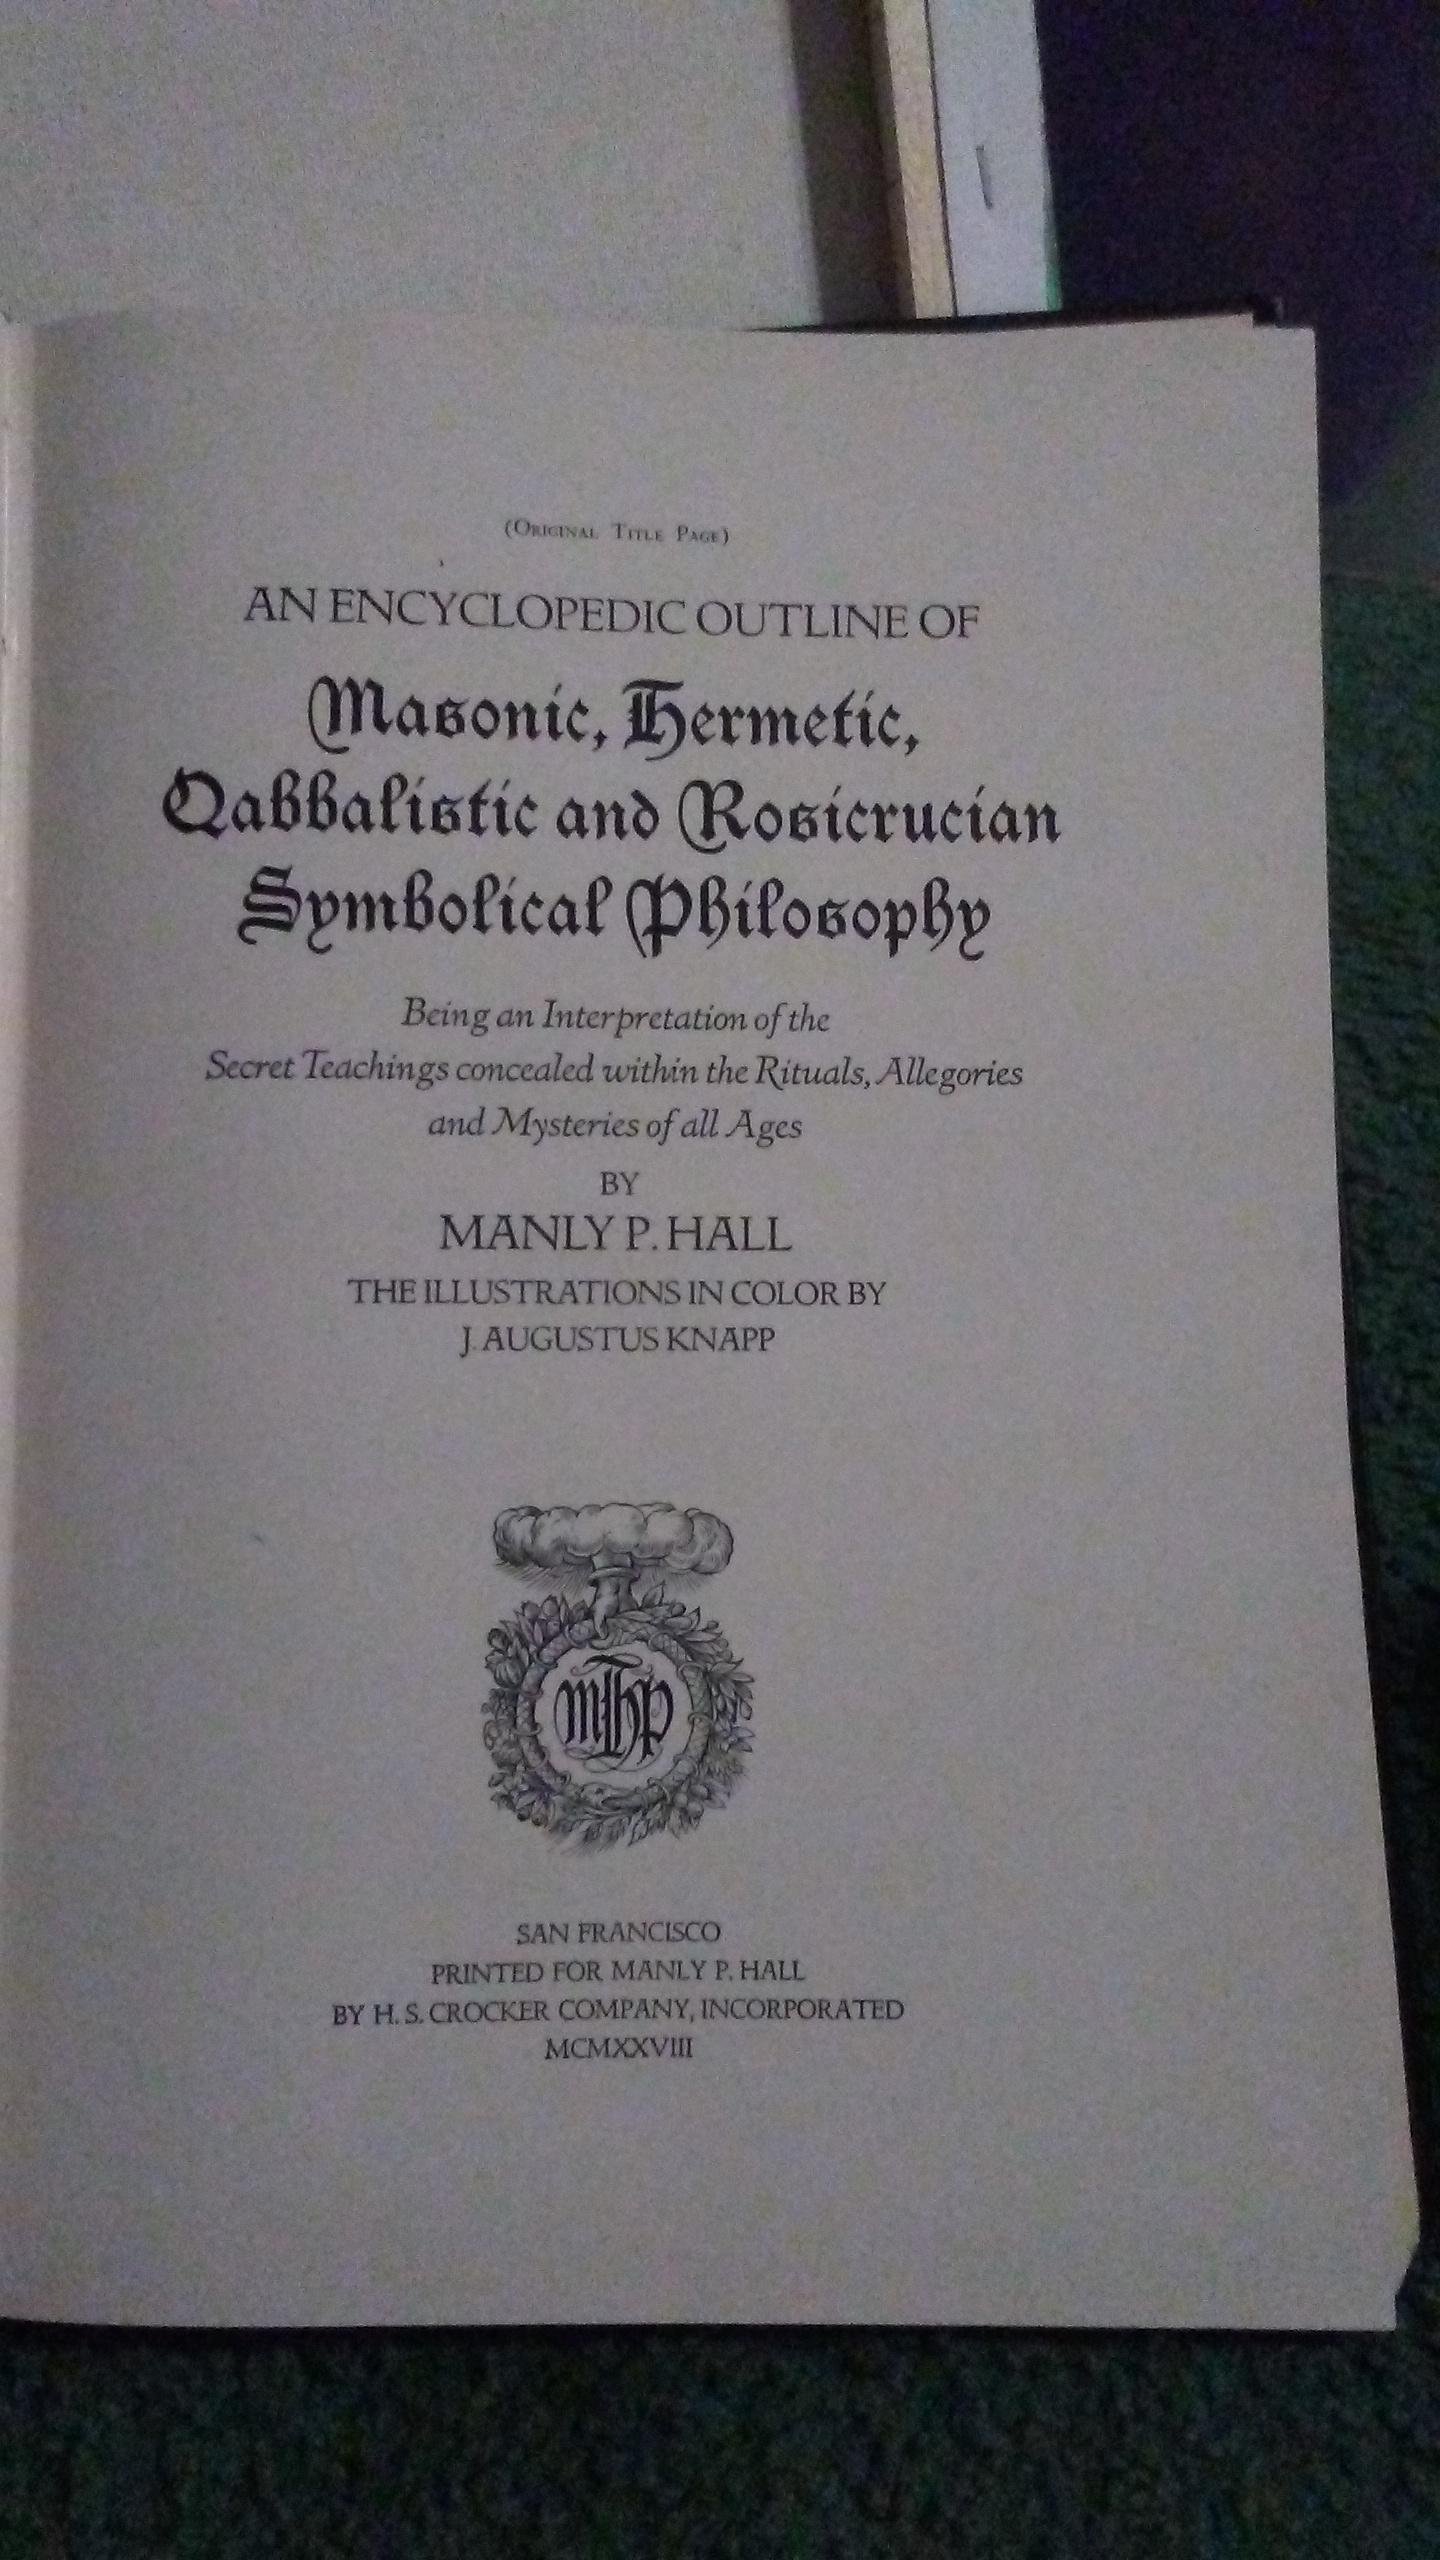 (Original Title Page)
AN ENCYCLOPEDIC OUTLINE OF
Masonic, Hermetic,
Qabbalistic and Rosicrucian
Symbolical Philosophy
Being an Interpretation of the
Secret Teachings concealed within the Rituals, Allegories
and Mysteries of all Ages
BY
MANLY P. HALL
THE ILLUSTRATIONS IN COLOR BY
J. AUGUSTUS KNAPP
mhp
SAN FRANCISCO
PRINTED FOR MANLY P. HALL
BY H. S. CROCKER COMPANY, INCORPORATED
MCMXXVIII